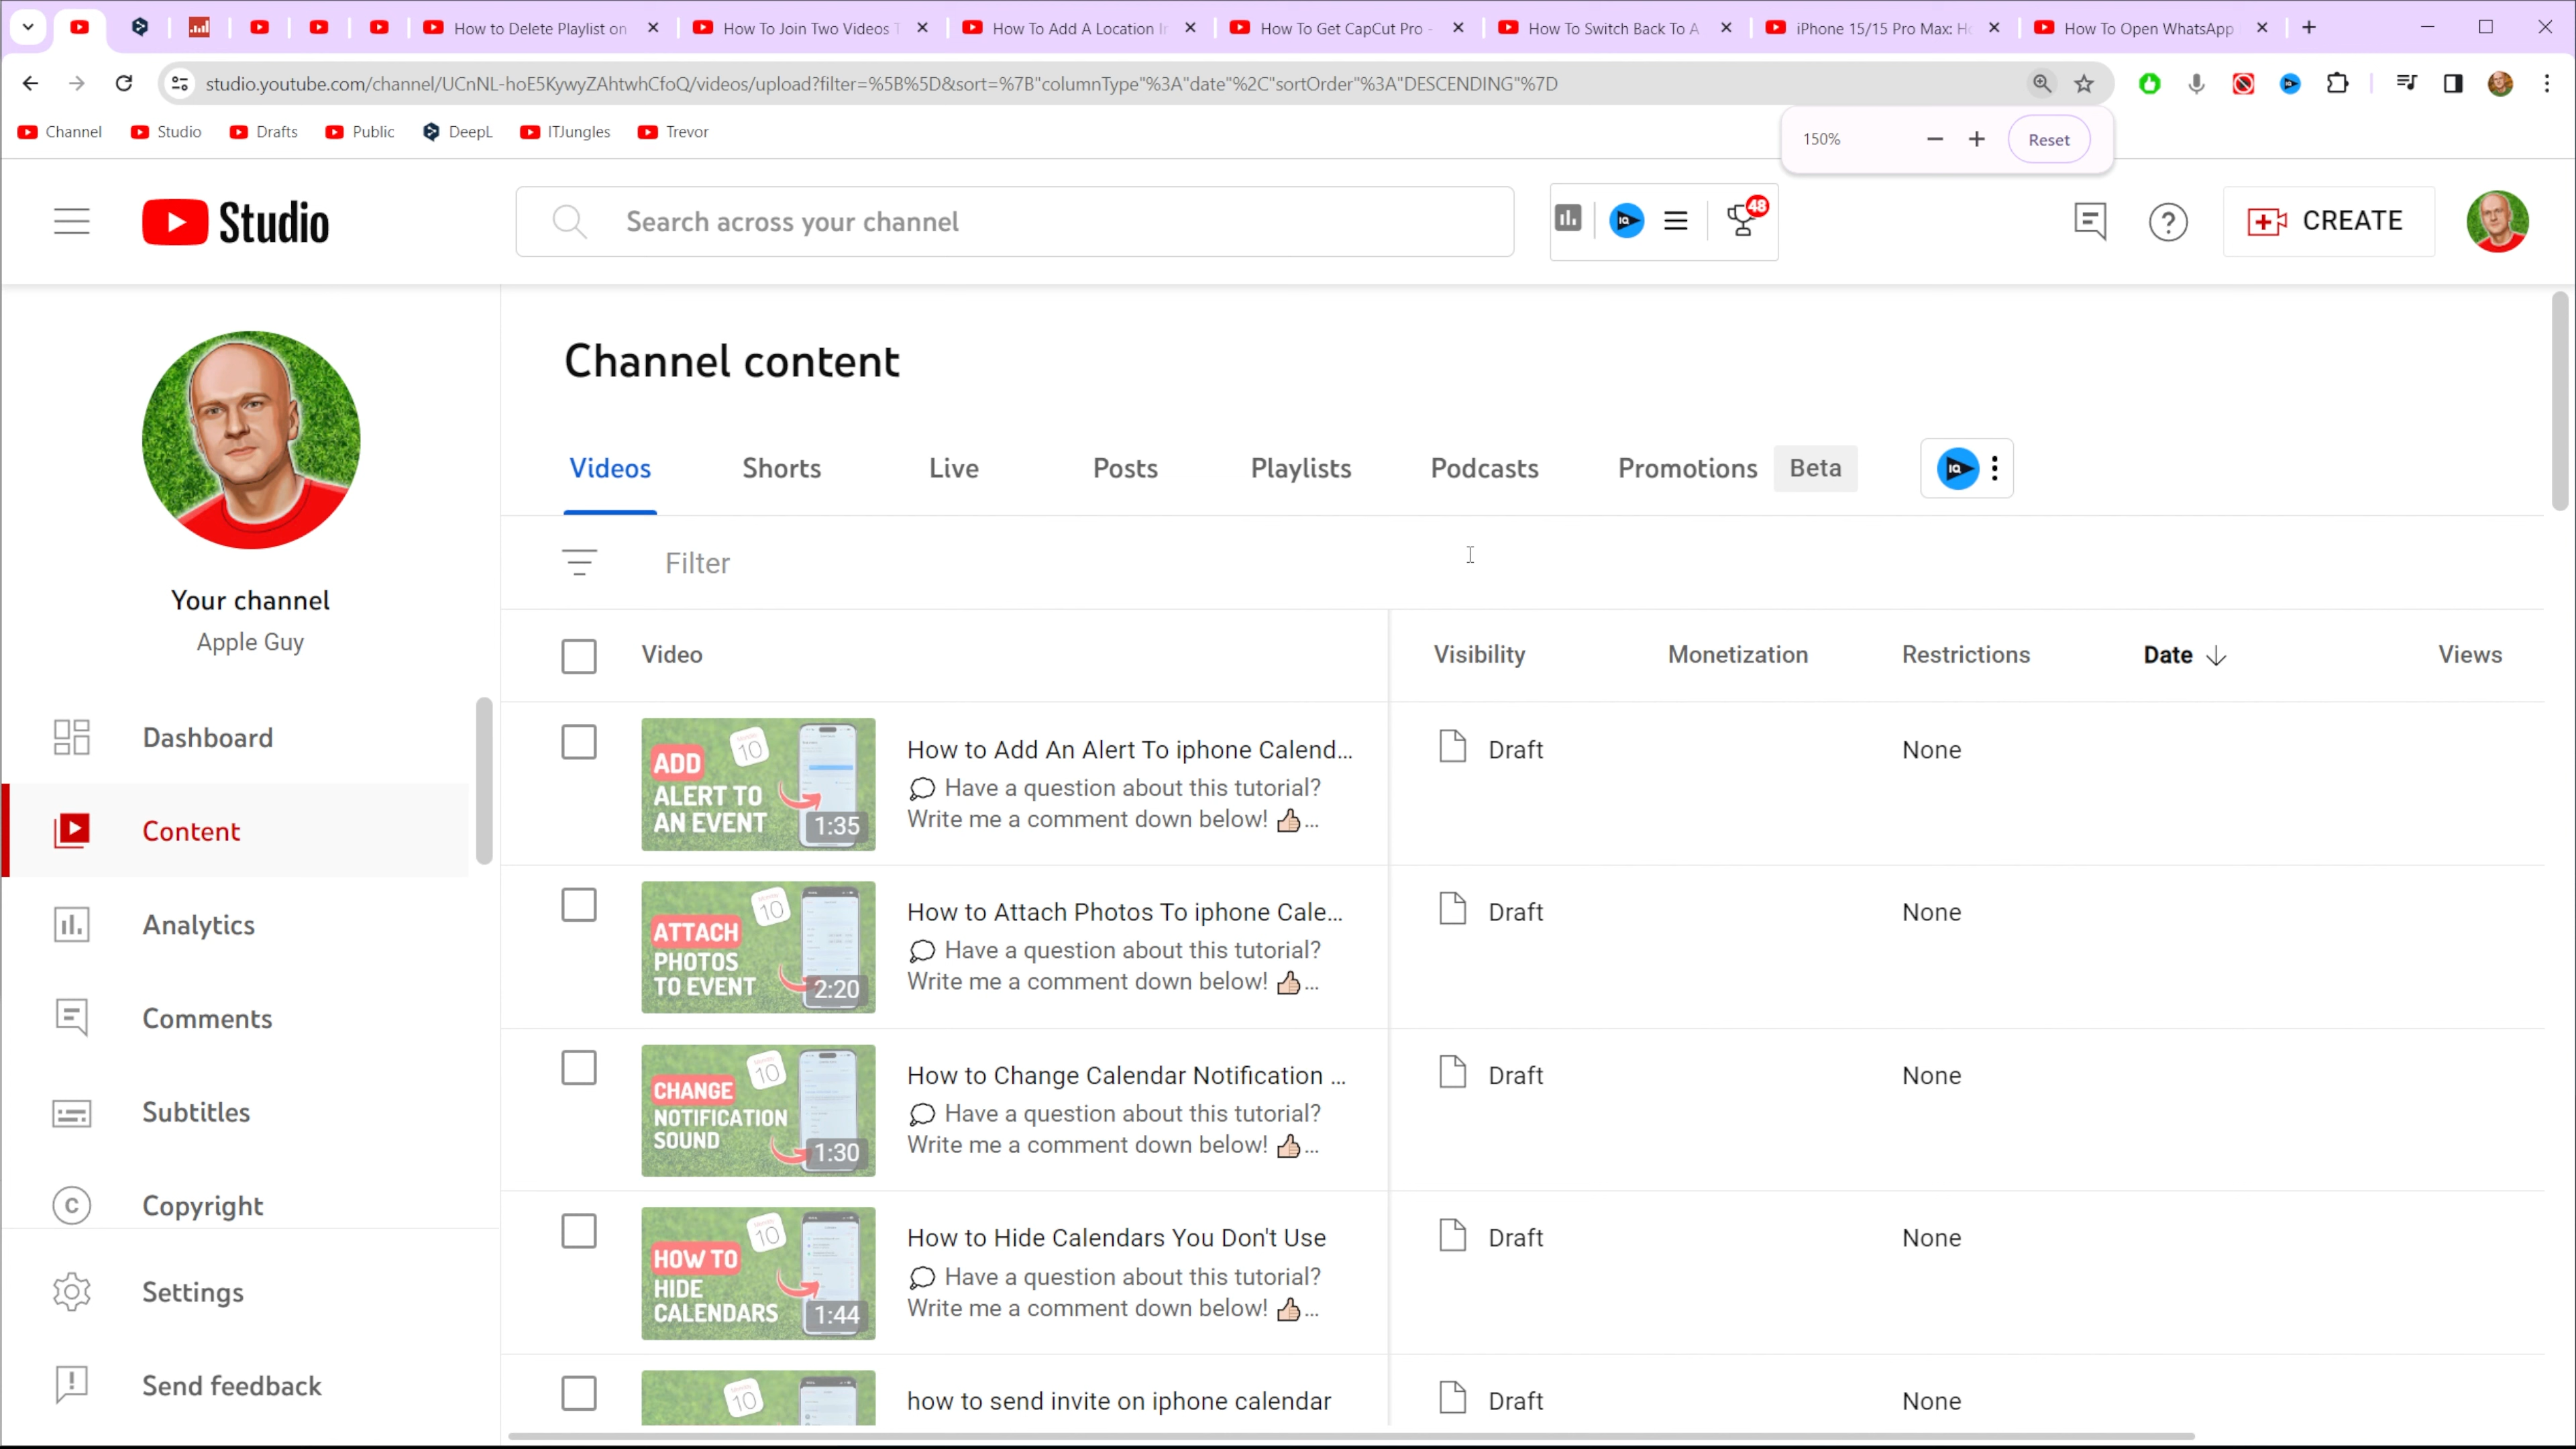 How to Delete Playlist on
How To Join Two Videos
How To Add A Location
How To Get CapCut Pro -
How To Switch Back To A
iPhone 15/15 Pro Max:
How To Open WhatsApp
studio.youtube.com/channel/UCnNL-hoE5KywyZAhtwhCfoQ/videos/upload?filter=%5B%5D&sort=%7B"columnType"%3A"date"%2C"sortOrder"%3A"DESCENDING"%7D
Channel
Studio
Drafts
Public
DeepL
ITJungles
Trevor
150%
Reset
Studio
Search across your channel
IQ
48
CREATE
Channel content
Videos
Shorts
Live
Posts
Playlists
Podcasts
Promotions
Beta
IQ
Filter
Your channel
Apple Guy
Dashboard
Content
Analytics
Comments
Subtitles
Copyright
Settings
Send feedback
Video
Visibility
Monetization
Restrictions
Date
Views
10
ADD
ALERT TO
AN EVENT
1:35
How to Add An Alert To iphone Calend...
Have a question about this tutorial?
Write me a comment down below! 👍🏻...
Draft
None
10
ATTACH
PHOTOS
TO EVENT
2:20
How to Attach Photos To iphone Cale...
Have a question about this tutorial?
Write me a comment down below! 👍🏻...
Draft
None
10
CHANGE
NOTIFICATION
SOUND
1:30
How to Change Calendar Notification ...
Have a question about this tutorial?
Write me a comment down below! 👍🏻...
Draft
None
10
HOW TO
HIDE
CALENDARS
1:44
How to Hide Calendars You Don't Use
Have a question about this tutorial?
Write me a comment down below! 👍🏻...
Draft
None
10
how to send invite on iphone calendar
Draft
None